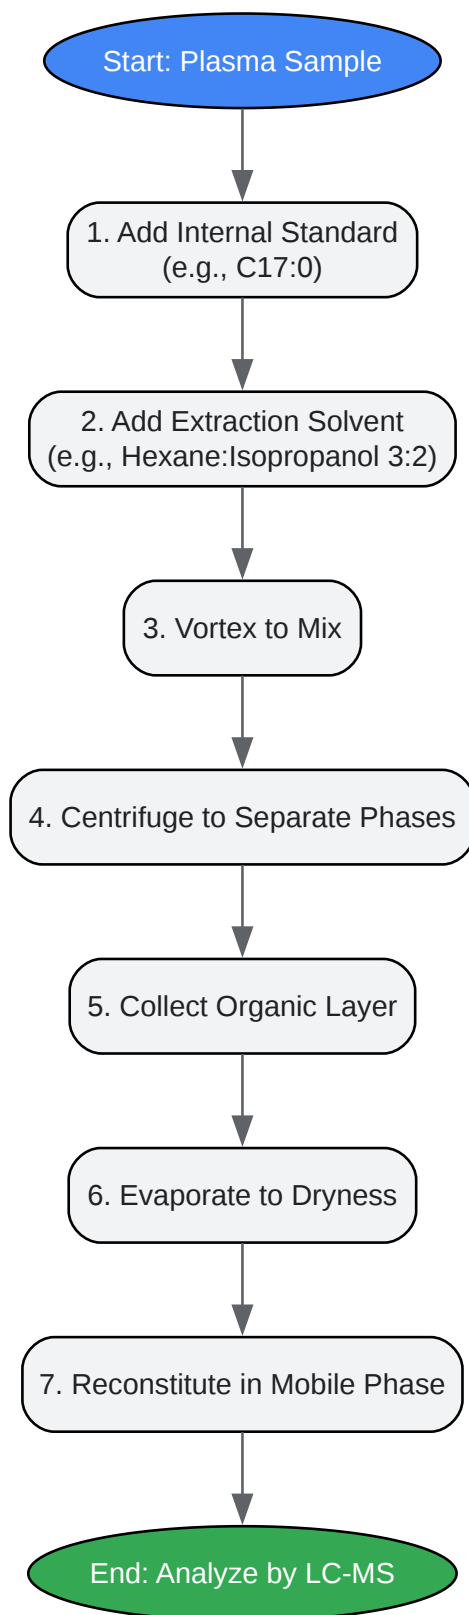 Start: Plasma Sample
1. Add Internal Standard
(e.g., C17:0)
2. Add Extraction Solvent
(e.g., Hexane:Isopropanol 3:2)
3. Vortex to Mix
4. Centrifuge to Separate Phases
5. Collect Organic Layer
6. Evaporate to Dryness
7. Reconstitute in Mobile Phase
End: Analyze by LC-MS